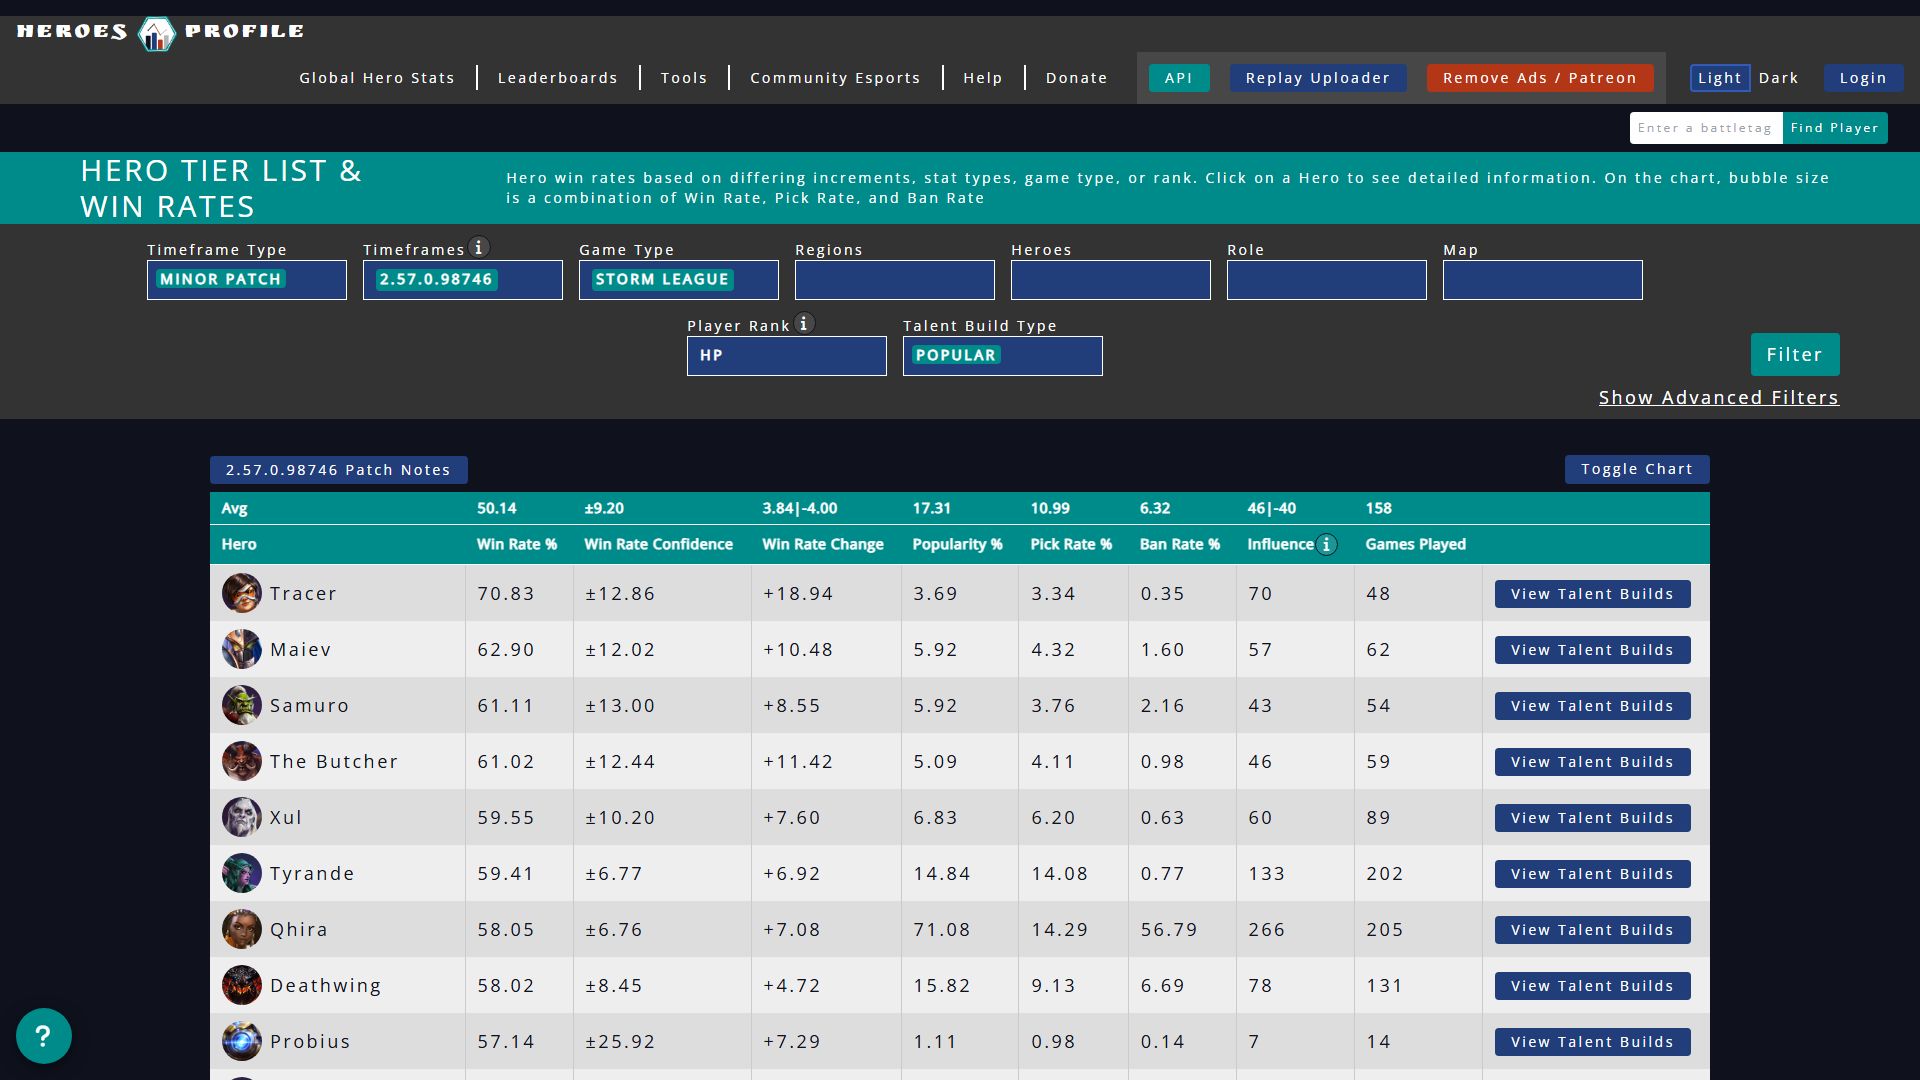 HEROES PROFILE
Global Hero Stats Leaderboards Tools Community Esports Help Donate API Replay Uploader Remove Ads / Patreon Light Dark Login
Enter a battletag Find Player
HERO TIER LIST &
WIN RATES
Hero win rates based on differing increments, stat types, game type, or rank. Click on a Hero to see detailed information. On the chart, bubble size
is a combination of Win Rate, Pick Rate, and Ban Rate
Timeframe Type Timeframes i Game Type Regions Heroes Role Map
MINOR PATCH 2.57.0.98746 STORM LEAGUE
Player Rank i Talent Build Type
HP POPULAR Filter
Show Advanced Filters
2.57.0.98746 Patch Notes Toggle Chart
Avg 50.14 ±9.20 3.84|-4.00 17.31 10.99 6.32 46|-40 158
Hero Win Rate % Win Rate Confidence Win Rate Change Popularity % Pick Rate % Ban Rate % Influence i Games Played
Tracer 70.83 ±12.86 +18.94 3.69 3.34 0.35 70 48 View Talent Builds
Maiev 62.90 ±12.02 +10.48 5.92 4.32 1.60 57 62 View Talent Builds
Samuro 61.11 ±13.00 +8.55 5.92 3.76 2.16 43 54 View Talent Builds
The Butcher 61.02 ±12.44 +11.42 5.09 4.11 0.98 46 59 View Talent Builds
Xul 59.55 ±10.20 +7.60 6.83 6.20 0.63 60 89 View Talent Builds
Tyrande 59.41 ±6.77 +6.92 14.84 14.08 0.77 133 202 View Talent Builds
Qhira 58.05 ±6.76 +7.08 71.08 14.29 56.79 266 205 View Talent Builds
Deathwing 58.02 ±8.45 +4.72 15.82 9.13 6.69 78 131 View Talent Builds
Probius 57.14 ±25.92 +7.29 1.11 0.98 0.14 7 14 View Talent Builds
?